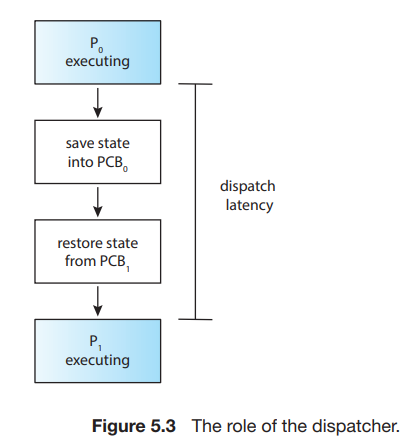 P₀
executing
save state
into PCB₀
dispatch
latency
restore state
from PCB₁
P₁
executing
Figure 5.3 The role of the dispatcher.